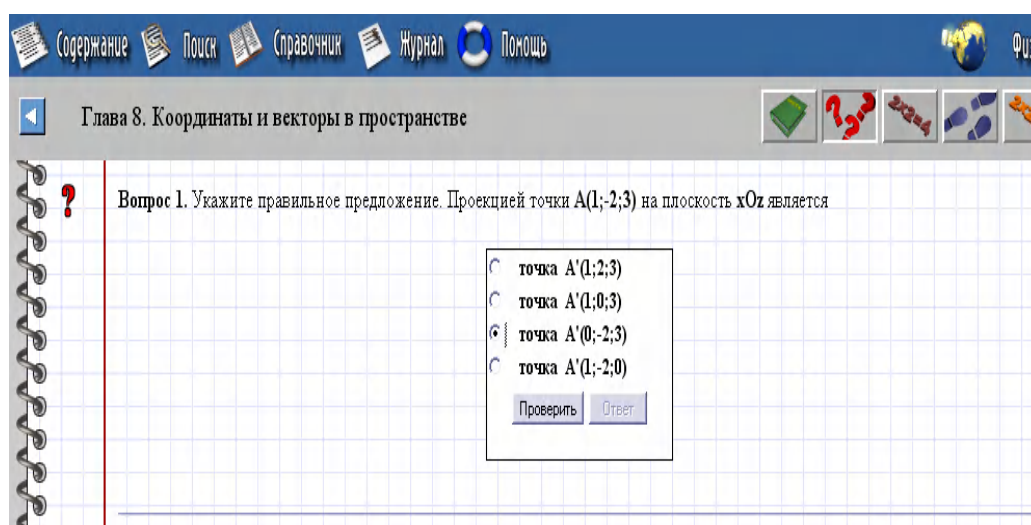 Содержание Поиск Справочник Журнал Помощь
Глава 8. Координаты и векторы в пространстве
2x2=4
? Вопрос 1. Укажите правильное предложение. Проекцией точки A(1;-2;3) на плоскость xOz является
точка A'(1;2;3)
точка A'(1;0;3)
точка A'(0;-2;3)
точка A'(1;-2;0)
Проверить Ответ